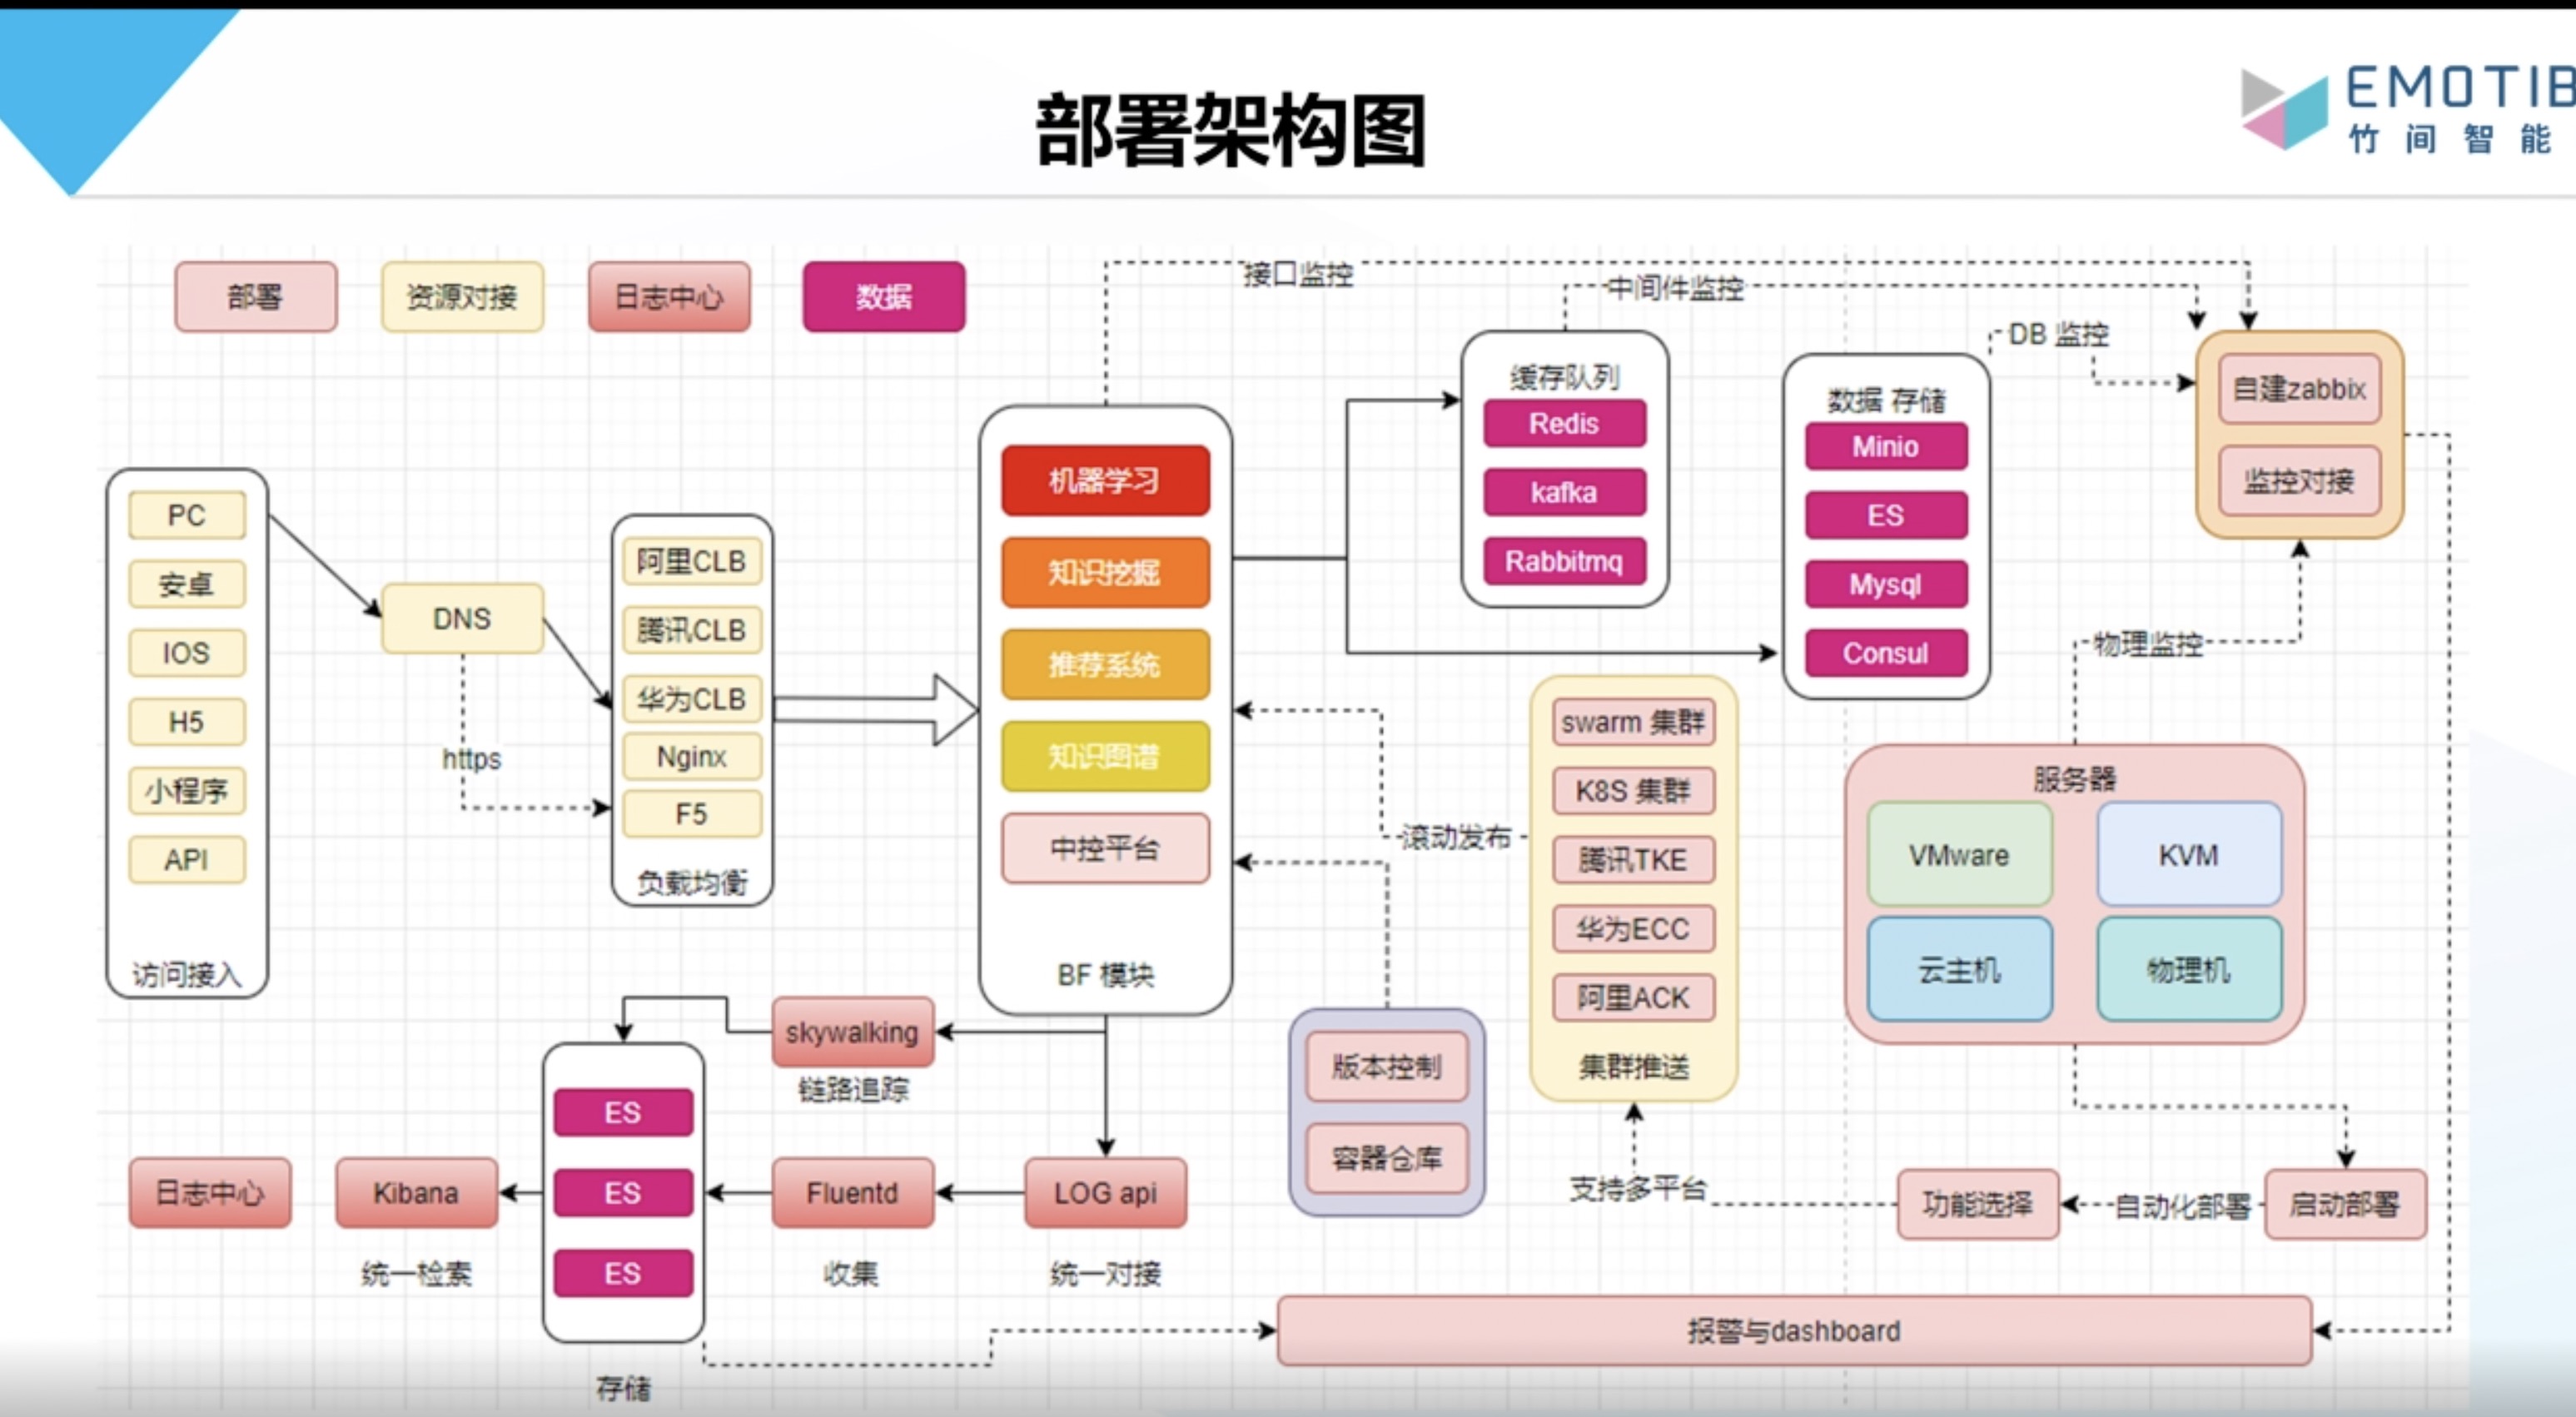 部署架构图
EMOTIB
竹间智能
部署
资源对接
日志中心
数据
接口监控
中间件监控
DB 监控
PC
安卓
IOS
H5
小程序
API
访问接入
DNS
https
阿里CLB
腾讯CLB
华为CLB
Nginx
F5
负载均衡
机器学习
知识挖掘
推荐系统
知识图谱
中控平台
BF 模块
缓存队列
Redis
kafka
Rabbitmq
数据 存储
Minio
ES
Mysql
Consul
自建zabbix
监控对接
物理监控
滚动发布
swarm 集群
K8S 集群
腾讯TKE
华为ECC
阿里ACK
集群推送
服务器
VMware
KVM
云主机
物理机
版本控制
容器仓库
支持多平台
功能选择
自动化部署
启动部署
skywalking
链路追踪
日志中心
Kibana
统一检索
ES
ES
ES
存储
Fluentd
收集
LOG api
统一对接
报警与dashboard